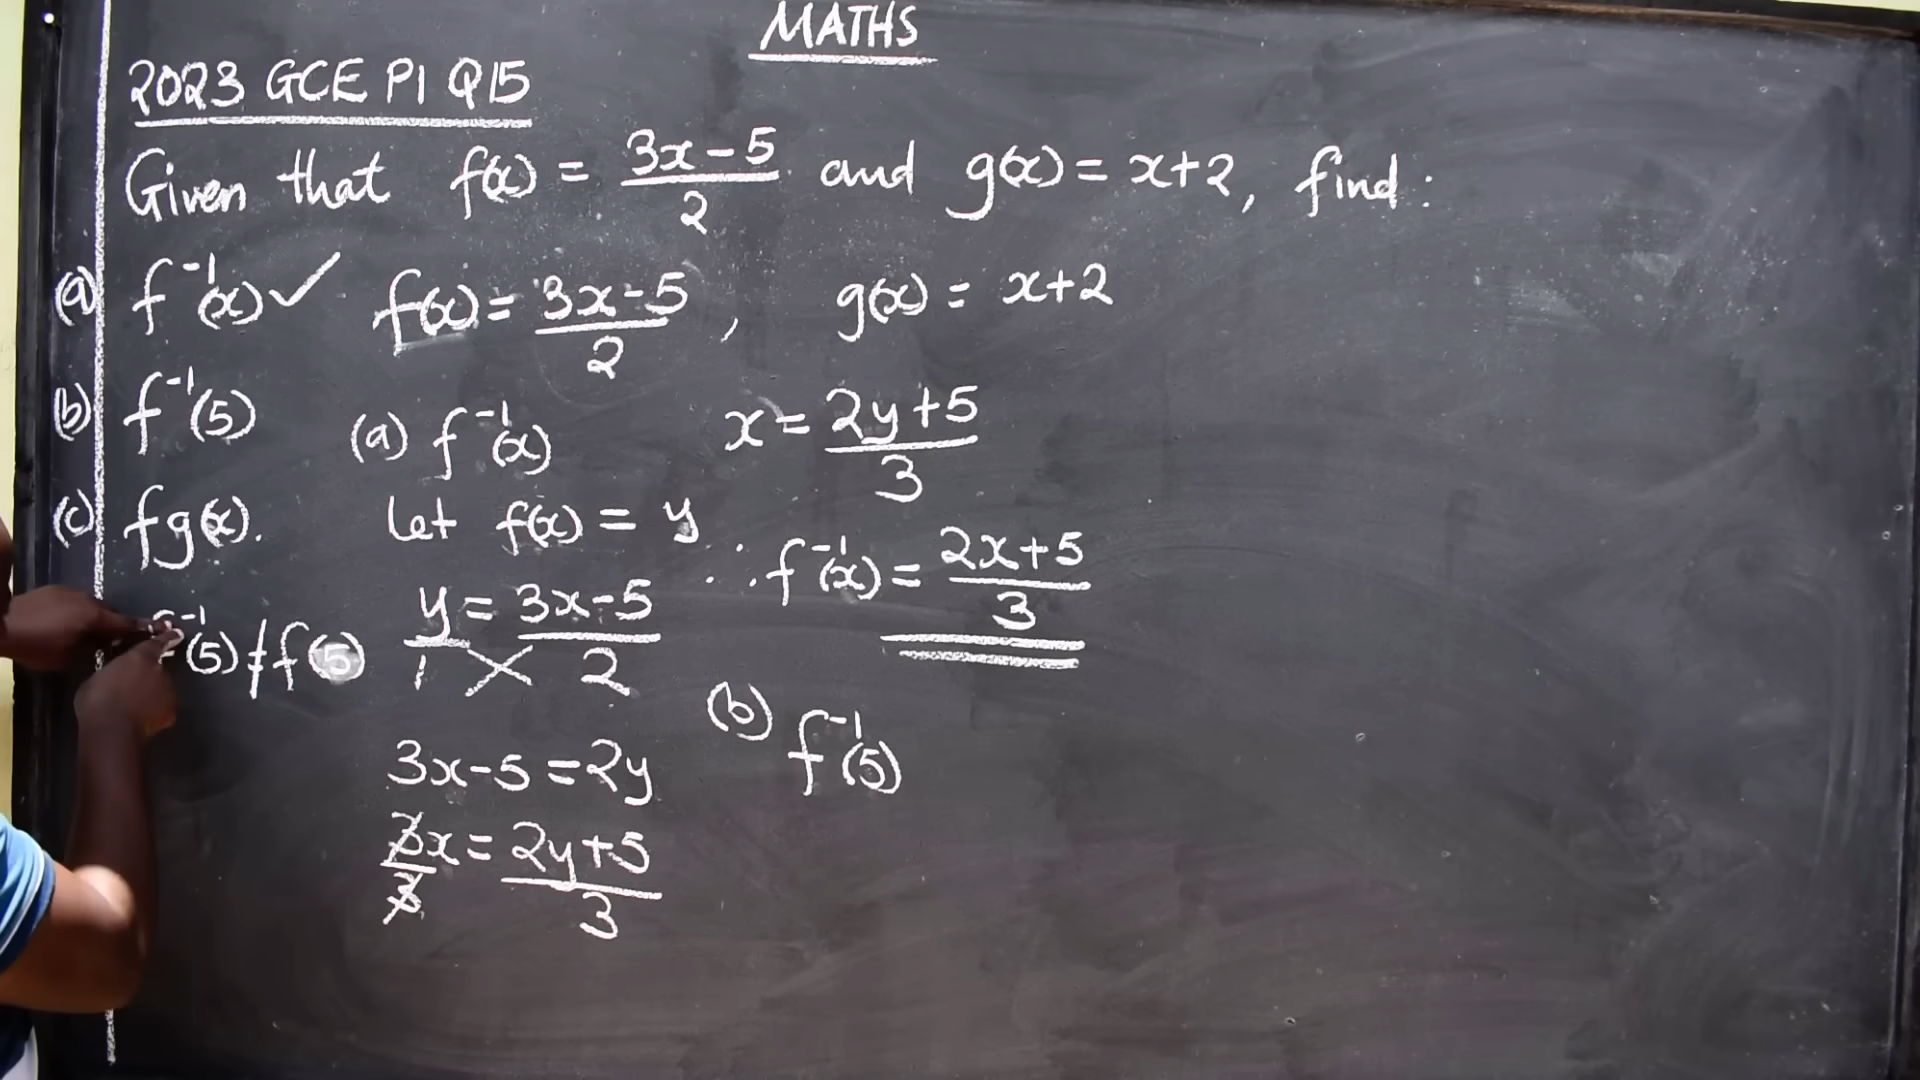 MATHS
2023 GCE P1 Q15
Given that f(x) = (3x-5)/2 and g(x) = x+2, find :
(a) f⁻¹(x) ✓
(b) f⁻¹(5)
(c) fg(x).
f⁻¹(5) ≠ f(5)
f(x) = (3x-5)/2 , g(x) = x+2
(a) f⁻¹(x)
let f(x) = y
y/1 = (3x-5)/2
3x-5 = 2y
3x/3 = (2y+5)/3
x = (2y+5)/3
∴ f⁻¹(x) = (2x+5)/3
(b) f⁻¹(5)